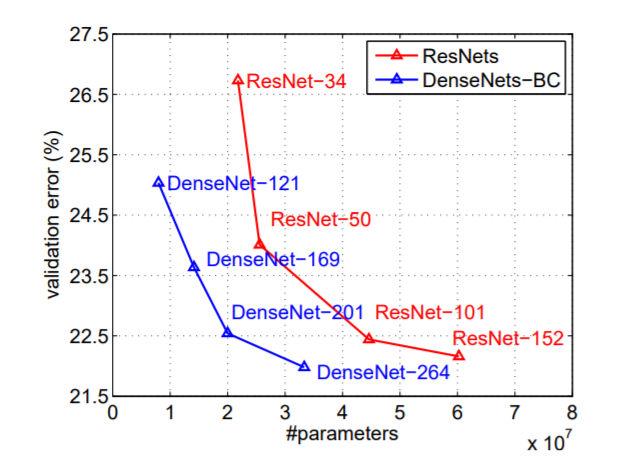 27.5
ResNets
DenseNets−BC
ResNet−34
26.5
25.5
DenseNet−121
24.5
ResNet−50
DenseNet−169
23.5
DenseNet−201
ResNet−101
22.5
ResNet−152
DenseNet−264
21.5
validation error (%)
0 1 2 3 4 5 6 7 8
#parameters
x 10^7